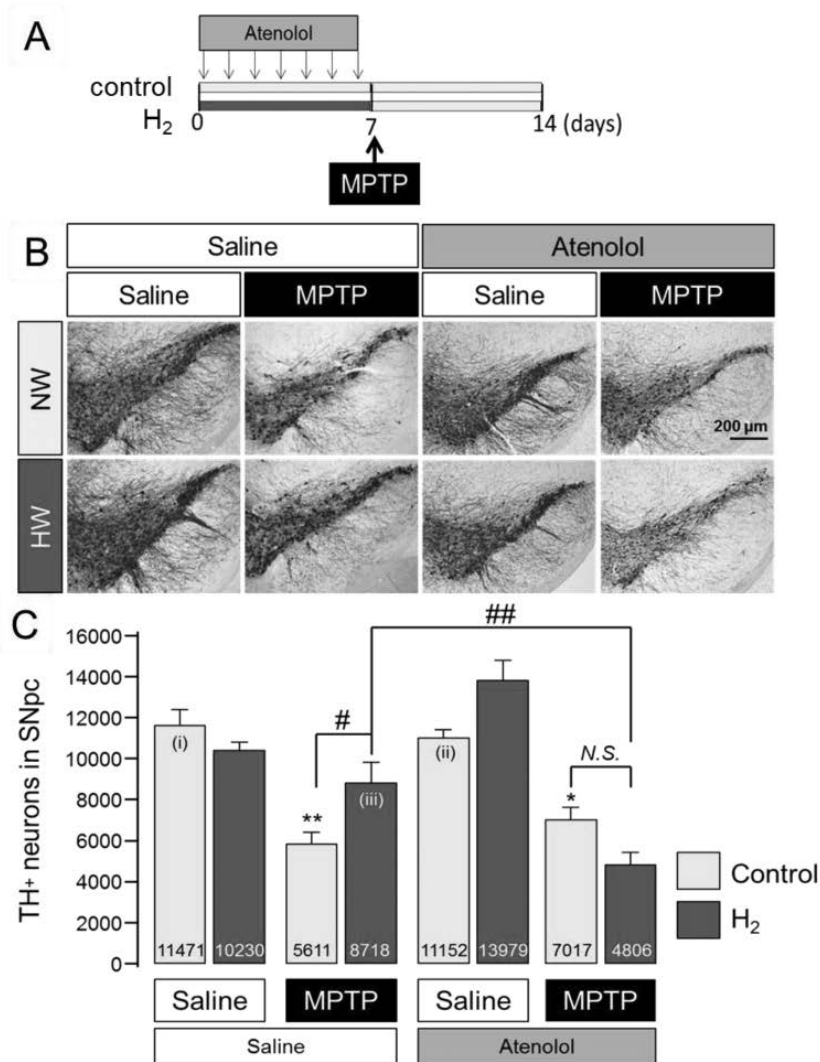 A
Atenolol
control
H₂
0 7 14 (days)
MPTP
B
Saline Atenolol
Saline MPTP Saline MPTP
NW
200 µm
HW
C
##
16000
14000
12000
10000
8000
6000
4000
2000
0
TH⁺ neurons in SNpc
(i)
#
(ii)
N.S.
**
(iii)
*
11471 10230 5611 8718 11152 13979 7017 4806
Control
H₂
Saline MPTP Saline MPTP
Saline Atenolol